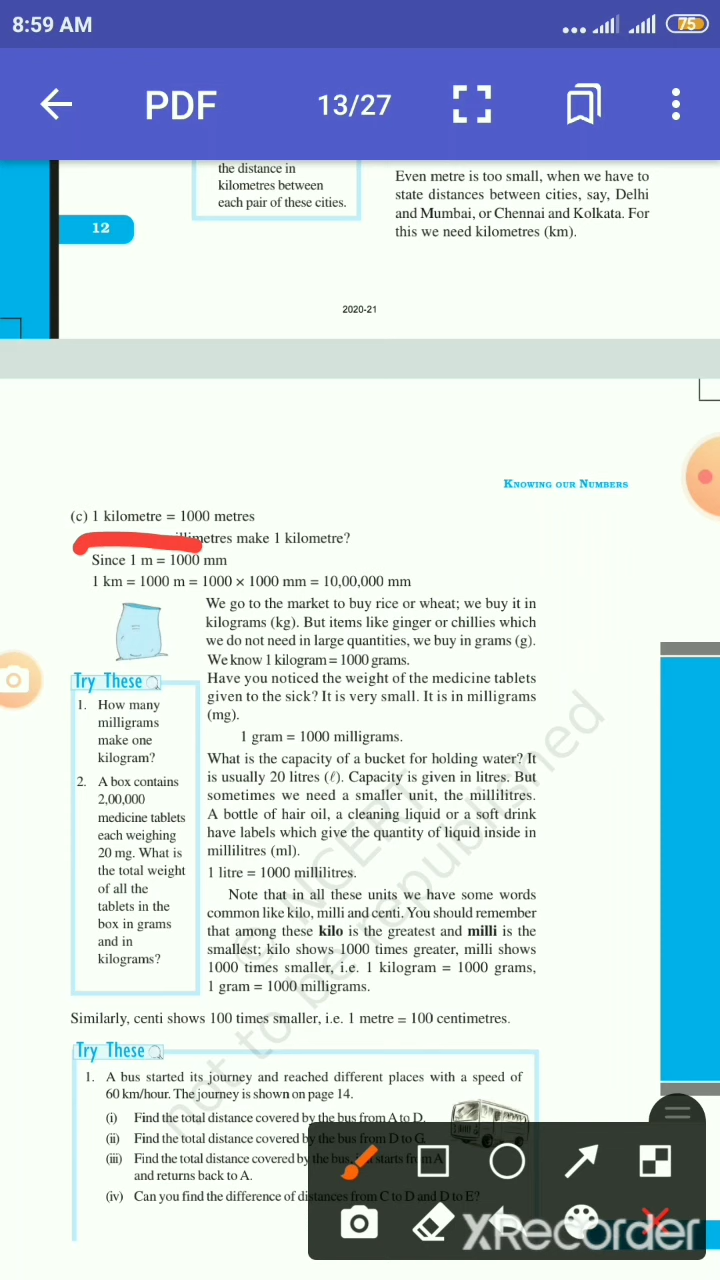 8:59 AM
75
PDF
13/27
the distance in
kilometres between
each pair of these cities.
Even metre is too small, when we have to
state distances between cities, say, Delhi
and Mumbai, or Chennai and Kolkata. For
this we need kilometres (km).
12
2020-21
KNOWING OUR NUMBERS
(c) 1 kilometre = 1000 metres
make 1 kilometre?
Since 1 m = 1000 mm
1 km = 1000 m = 1000 × 1000 mm = 10,00,000 mm
We go to the market to buy rice or wheat; we buy it in
kilograms (kg). But items like ginger or chillies which
we do not need in large quantities, we buy in grams (g).
We know 1 kilogram = 1000 grams.
Have you noticed the weight of the medicine tablets
given to the sick? It is very small. It is in milligrams
(mg).
1 gram = 1000 milligrams.
What is the capacity of a bucket for holding water? It
is usually 20 litres (ℓ). Capacity is given in litres. But
sometimes we need a smaller unit, the millilitres.
A bottle of hair oil, a cleaning liquid or a soft drink
have labels which give the quantity of liquid inside in
millilitres (ml).
1 litre = 1000 millilitres.
Note that in all these units we have some words
common like kilo, milli and centi. You should remember
that among these kilo is the greatest and milli is the
smallest; kilo shows 1000 times greater, milli shows
1000 times smaller, i.e. 1 kilogram = 1000 grams,
1 gram = 1000 milligrams.
Try These
1. How many
milligrams
make one
kilogram?
2. A box contains
2,00,000
medicine tablets
each weighing
20 mg. What is
the total weight
of all the
tablets in the
box in grams
and in
kilograms?
Similarly, centi shows 100 times smaller, i.e. 1 metre = 100 centimetres.
Try These
1. A bus started its journey and reached different places with a speed of
60 km/hour. The journey is shown on page 14.
(i) Find the total distance covered by the bus from A to D.
(ii) Find the total distance covered by the bus from D to G.
(iii) Find the total distance covered by the bus, starts from A
and returns back to A.
(iv) Can you find the difference of distances from C to D and D to E?
© NCERT
not to be republished
XRecorder